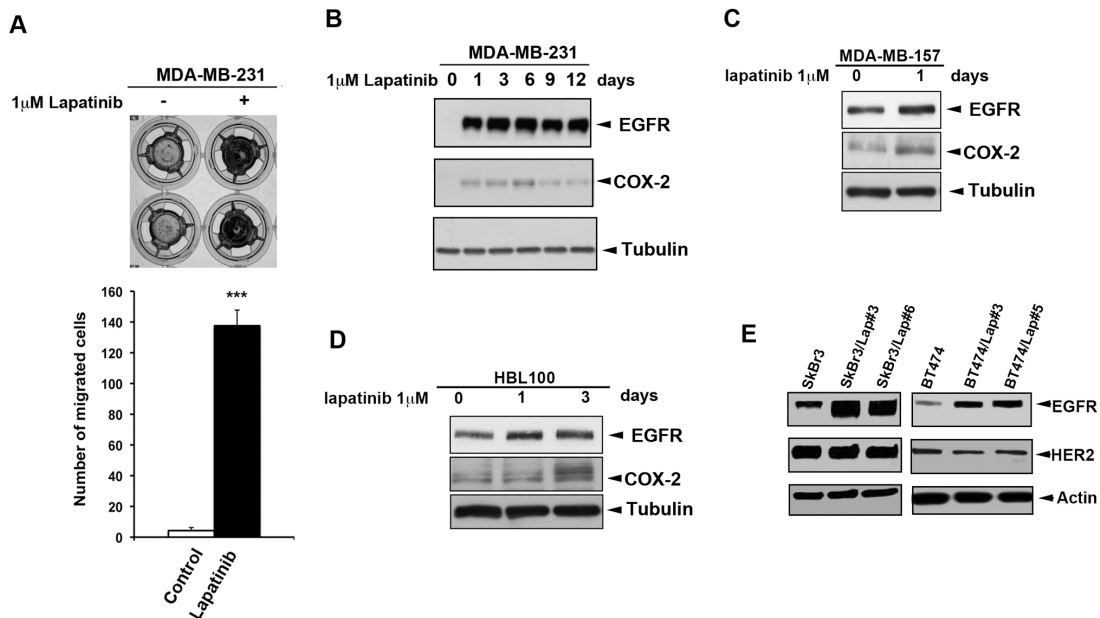 A
MDA-MB-231
1µM Lapatinib - +
160
140
120
100
80
60
40
20
0
Number of migrated cells
***
Control
Lapatinib
B
MDA-MB-231
1µM Lapatinib 0 1 3 6 9 12 days
EGFR
COX-2
Tubulin
C
MDA-MB-157
lapatinib 1µM 0 1 days
EGFR
COX-2
Tubulin
D
HBL100
lapatinib 1µM 0 1 3 days
EGFR
COX-2
Tubulin
E
SkBr3
SkBr3/Lap#3
SkBr3/Lap#6
BT474
BT474/Lap#3
BT474/Lap#5
EGFR
HER2
Actin